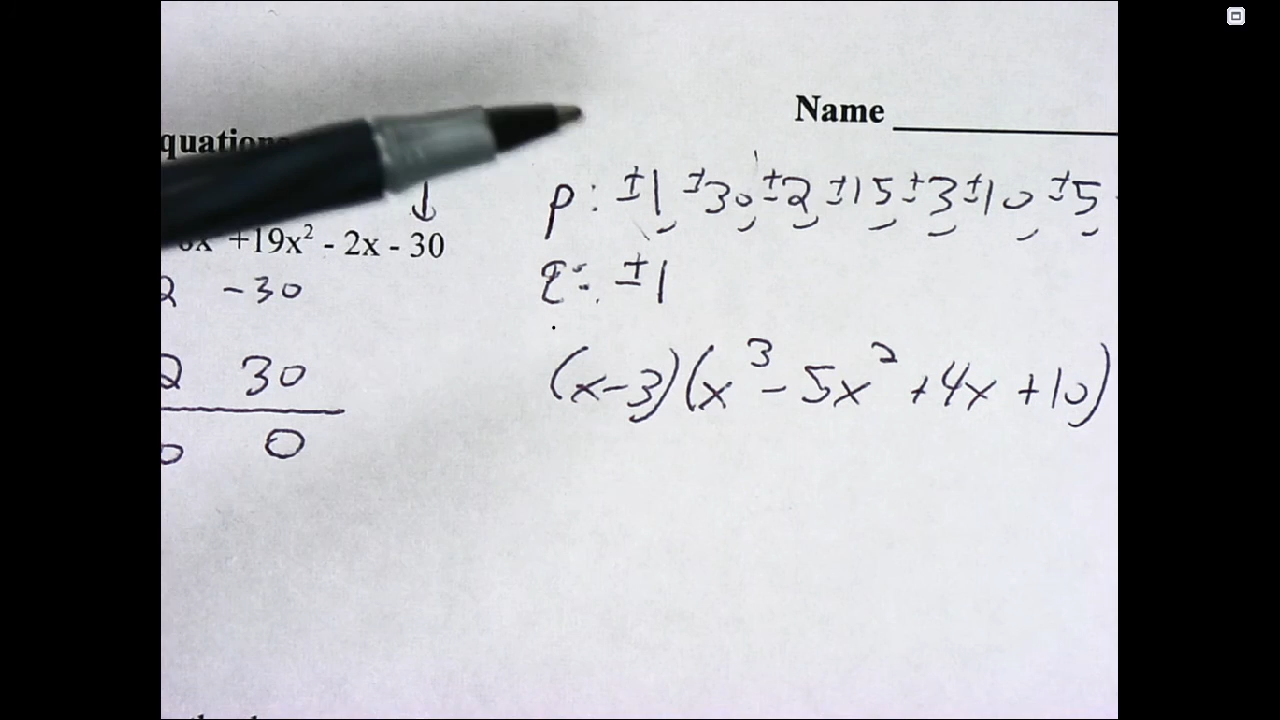 Name
quations
p: ±1 ±30 ±2 ±15 ±3 ±10 ±5
+19x² - 2x - 30
q: ±1
2 -30
2 30
(x-3)(x³ - 5x² + 4x + 10)
0 0